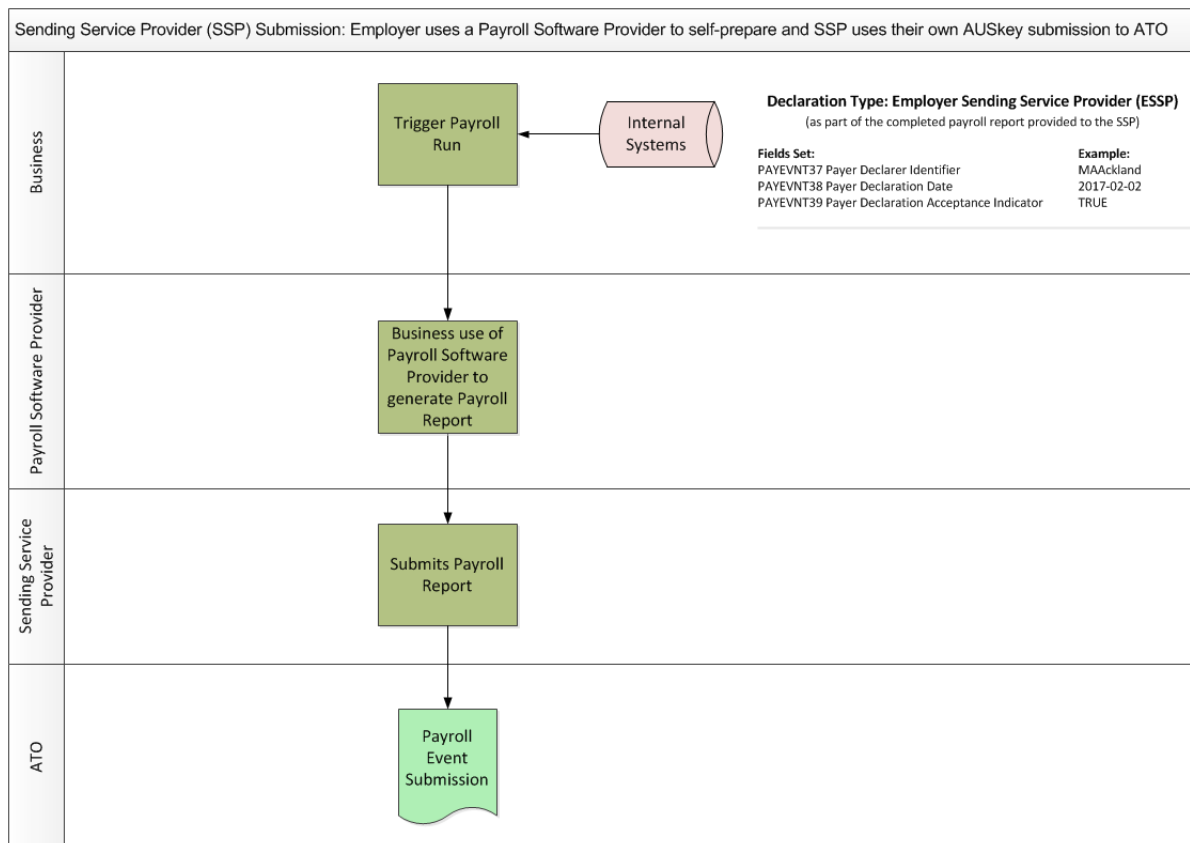 Sending Service Provider (SSP) Submission: Employer uses a Payroll Software Provider to self-prepare and SSP uses their own AUSkey submission to ATO
Business
Trigger Payroll
Run
Internal
Systems
Declaration Type: Employer Sending Service Provider (ESSP)
(as part of the completed payroll report provided to the SSP)
Fields Set: Example:
PAYEVNT37 Payer Declarer Identifier MAAckland
PAYEVNT38 Payer Declaration Date 2017-02-02
PAYEVNT39 Payer Declaration Acceptance Indicator TRUE
Payroll Software Provider
Business use of
Payroll Software
Provider to
generate Payroll
Report
Sending Service
Provider
Submits Payroll
Report
ATO
Payroll
Event
Submission